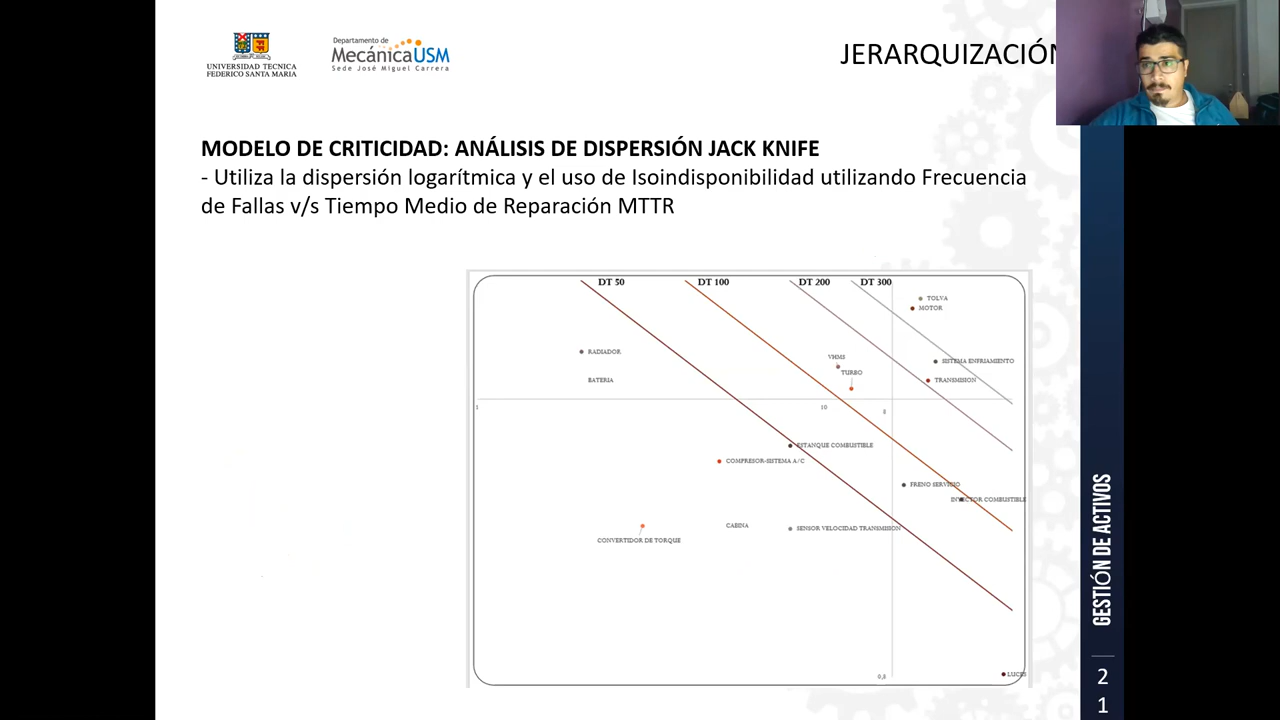 UNIVERSIDAD TECNICA
FEDERICO SANTA MARIA
Departamento de
MecánicaUSM
Sede José Miguel Carrera
JERARQUIZACIÓN
MODELO DE CRITICIDAD: ANÁLISIS DE DISPERSIÓN JACK KNIFE
- Utiliza la dispersión logarítmica y el uso de Isoindisponibilidad utilizando Frecuencia
de Fallas v/s Tiempo Medio de Reparación MTTR
DT 50
DT 100
DT 200
DT 300
TOLVA
MOTOR
RADIADOR
VHMS
SISTEMA ENFRIAMIENTO
TURBO
BATERIA
TRANSMISION
1
10
8
ESTANQUE COMBUSTIBLE
COMPRESOR-SISTEMA A/C
FRENO SERVICIO
INYECTOR COMBUSTIBLE
CABINA
SENSOR VELOCIDAD TRANSMISION
CONVERTIDOR DE TORQUE
0,8
LUCES
GESTIÓN DE ACTIVOS
2
1